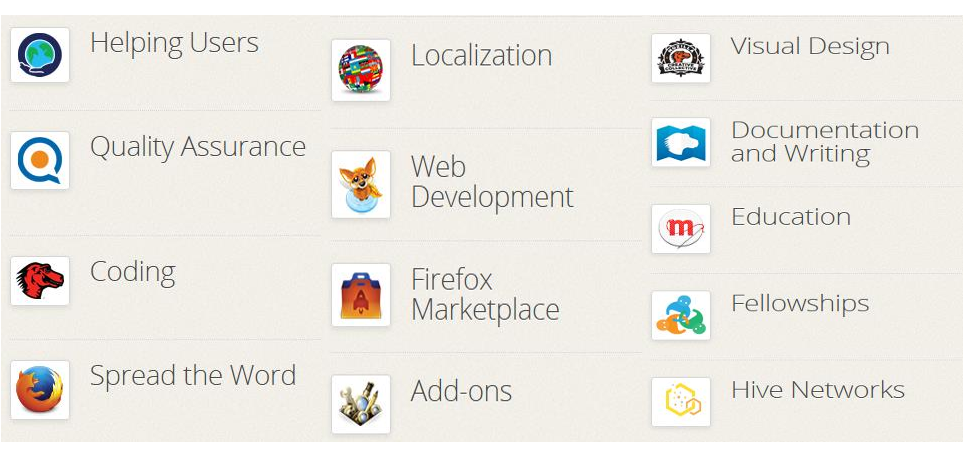 Helping Users
Quality Assurance
Coding
Spread the Word
Localization
Web
Development
Firefox
Marketplace
Add-ons
Visual Design
Documentation
and Writing
Education
Fellowships
Hive Networks